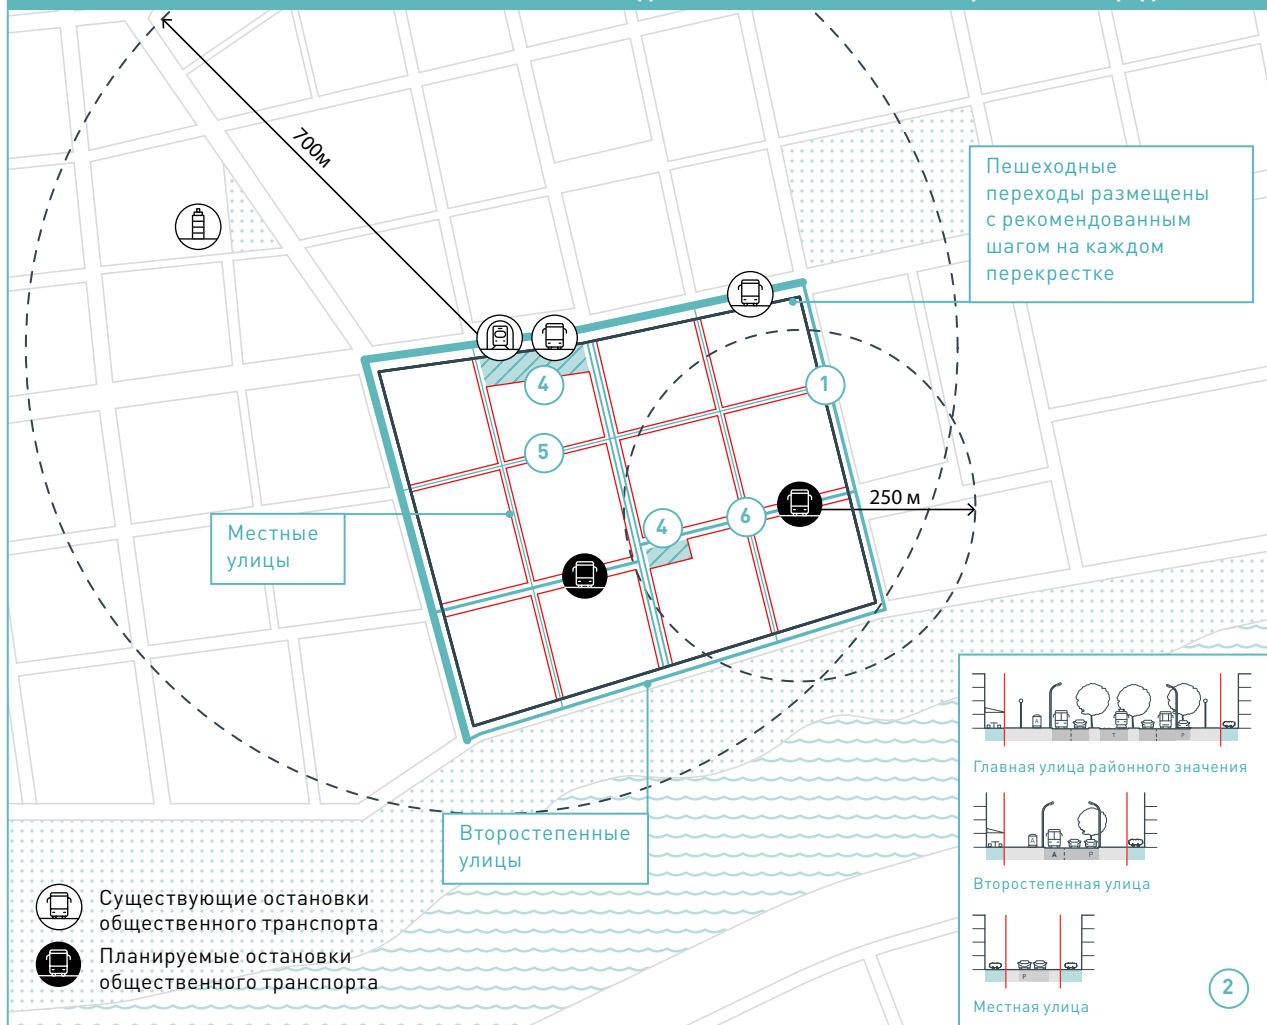 700м
Пешеходные
переходы размещены
с рекомендованным
шагом на каждом
перекрестке
4
1
5
250 м
4
6
Местные
улицы
Второстепенные
улицы
Существующие остановки
общественного транспорта
Планируемые остановки
общественного транспорта
А
Т
Р
Главная улица районного значения
А
А
Р
Второстепенная улица
Р
Местная улица
2